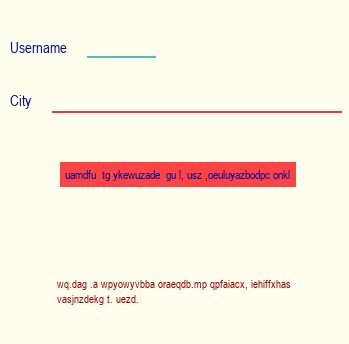 Username
City
uamdfu tg ykewuzade gu l, usz ,oeuluyazbodpc onkl
wq.dag .a wpyowyvbba oraeqdb.mp qpfaiacx, iehiffxhas
vasjnzdekg t. uezd.